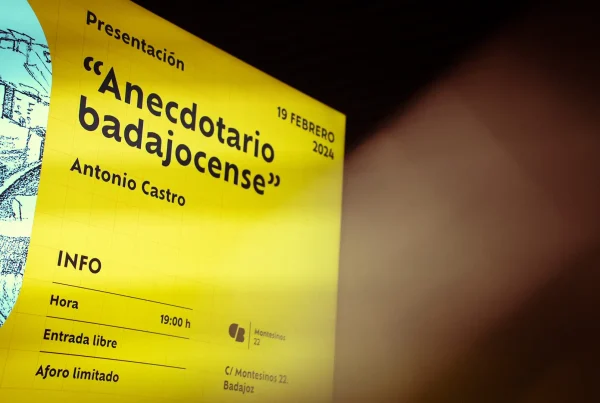 Presentación
“Anecdotario
badajocense”
19 FEBRERO
2024
Antonio Castro
INFO
Hora
19:00 h
Entrada libre
Aforo limitado
CB
Montesinos
22
C/ Montesinos 22.
Badajoz